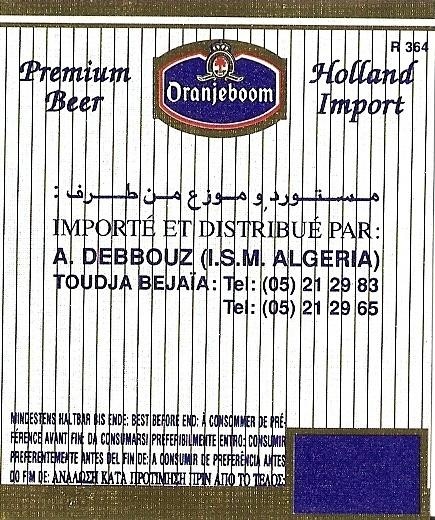 R 364
Premium Beer
Oranjeboom
Holland Import
مستورد و موزع من طرف :
IMPORTÉ ET DISTRIBUÉ PAR:
A. DEBBOUZ (I.S.M. ALGERIA)
TOUDJA BEJAÏA: Tel: (05) 21 29 83
Tel: (05) 21 29 65
MINDESTENS HALTBAR BIS ENDE: BEST BEFORE END: À CONSOMMER DE PRÉ-
FÉRENCE AVANT FIN: DA CONSUMARSI PREFERIBILMENTE ENTRO: CONSUMIR
PREFERENTEMENTE ANTES DEL FIN DE: A CONSUMIR DE PREFERÊNCIA ANTES
DO FIM DE: ΑΝΑΛΩΣΗ ΚΑΤΑ ΠΡΟΤΙΜΗΣΗ ΠΡΙΝ ΑΠΟ ΤΟ ΤΕΛΟΣ: